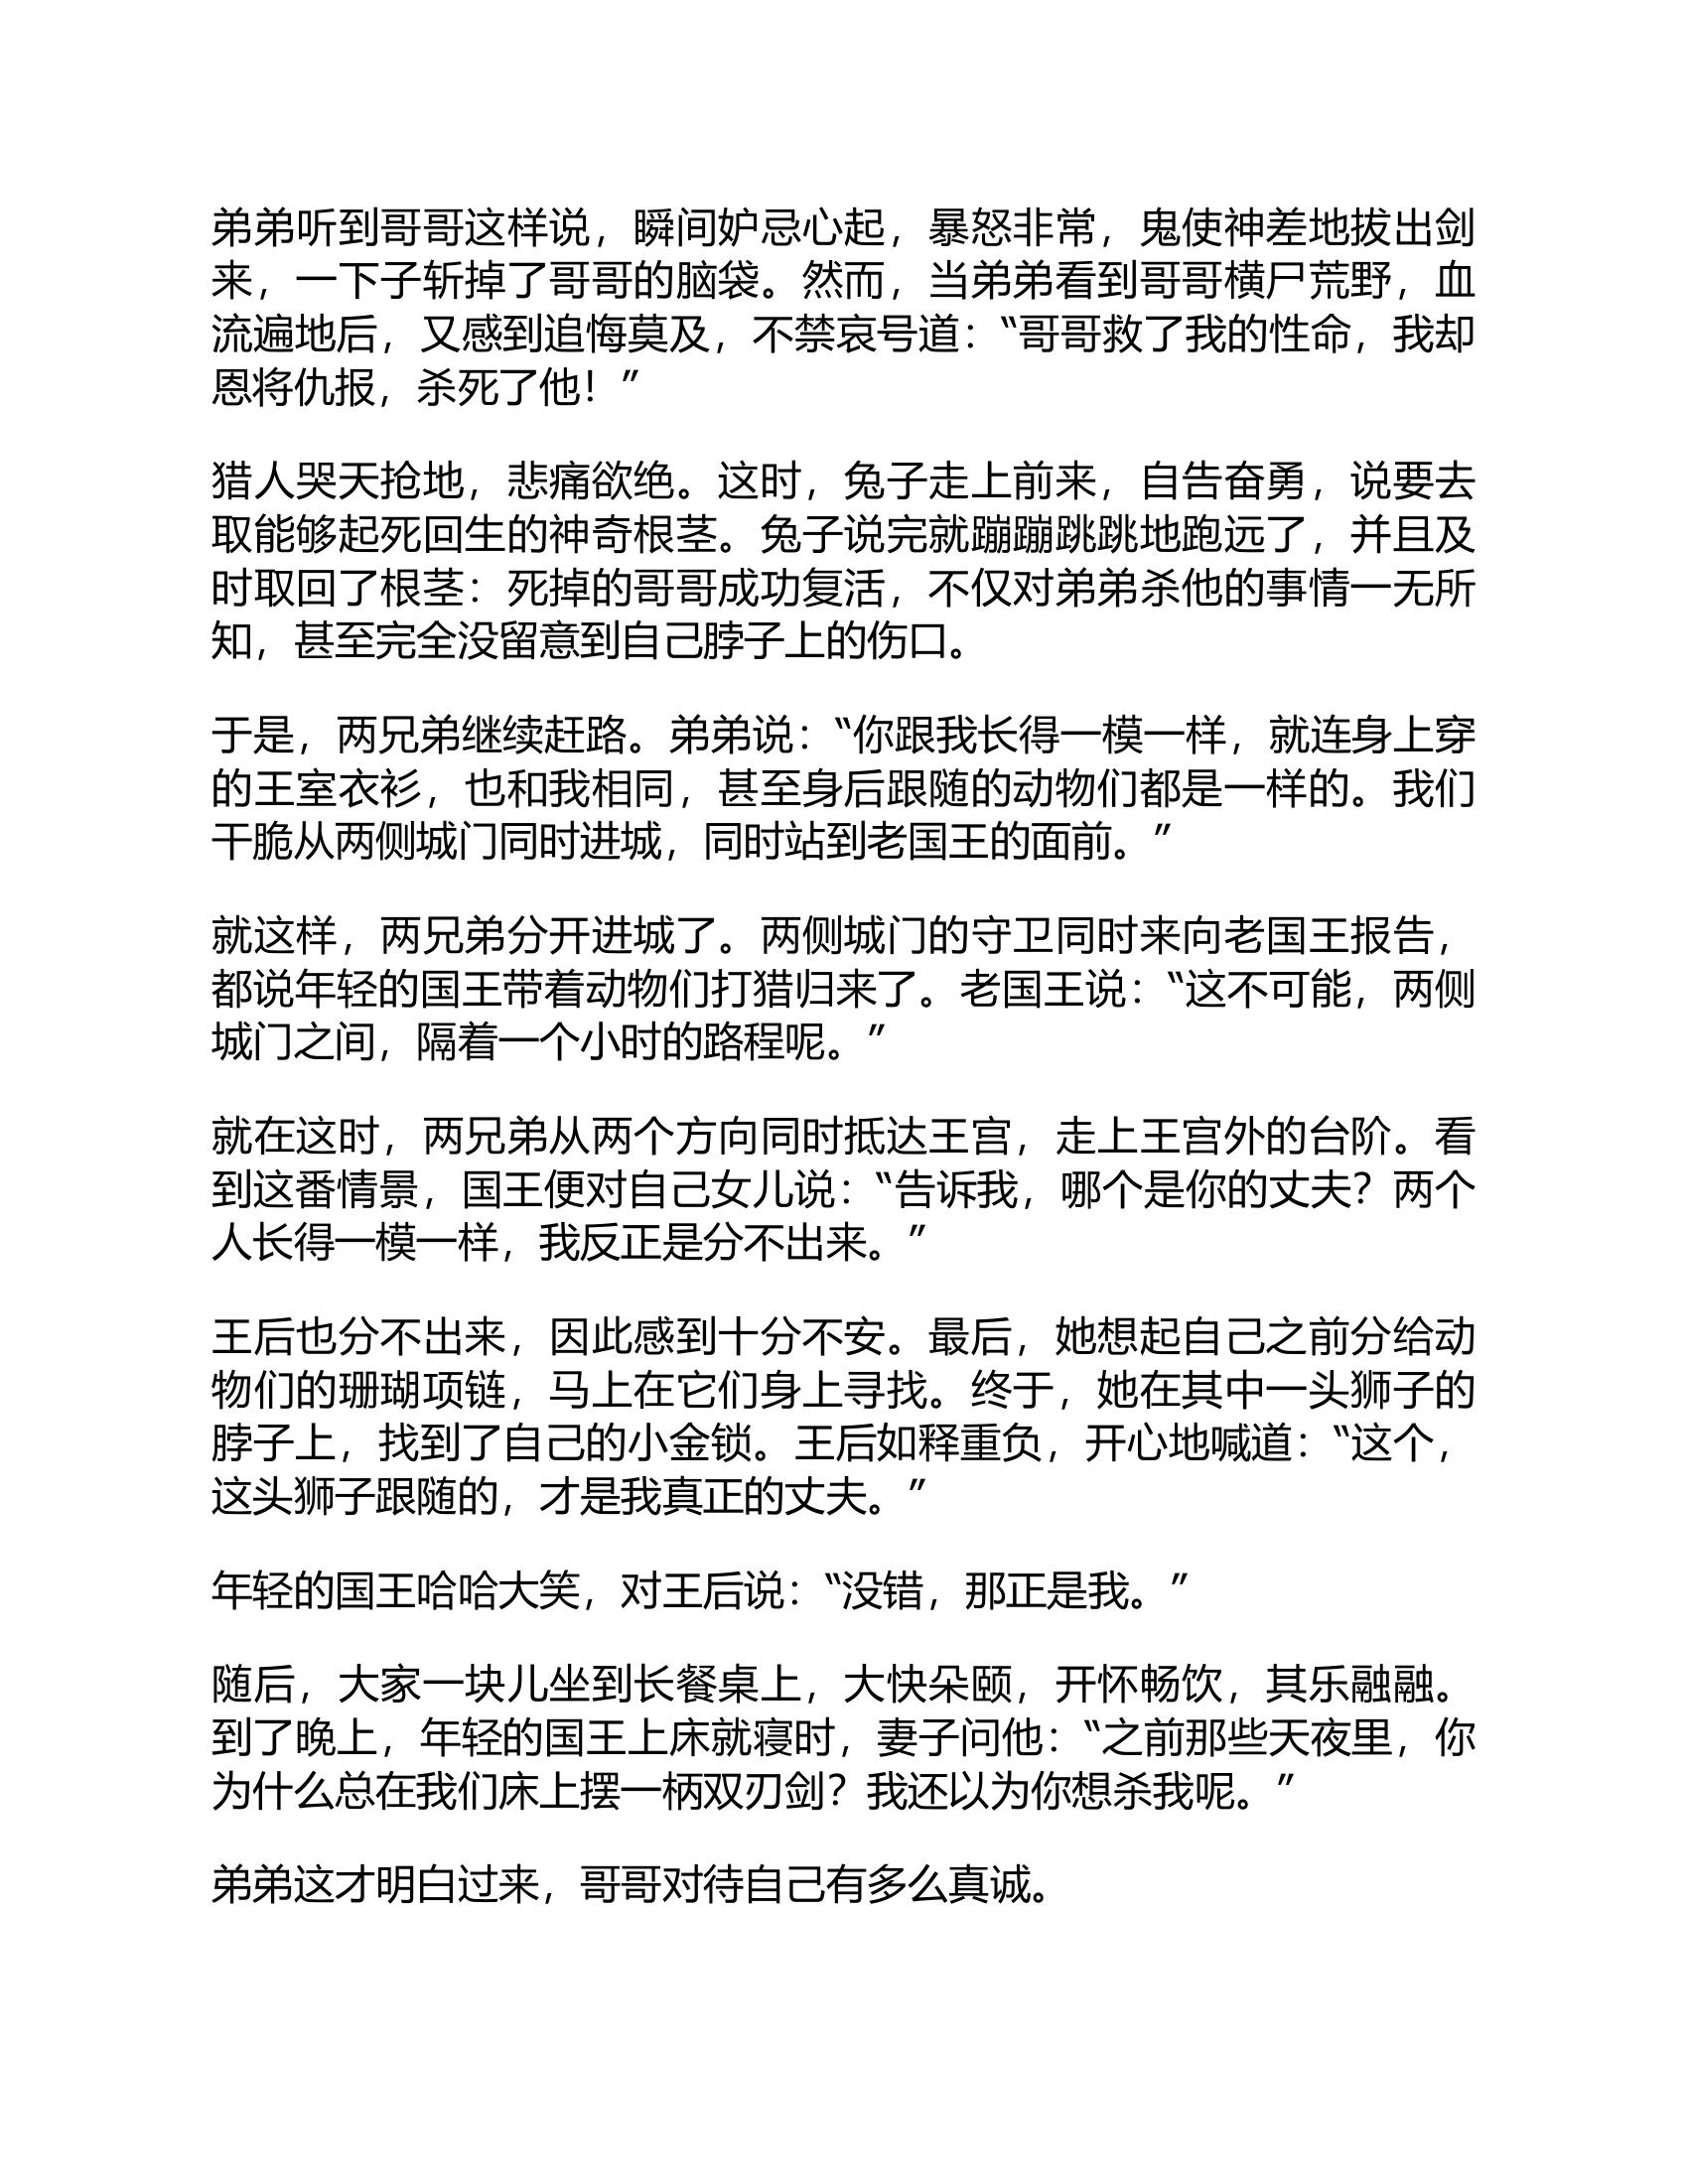 弟弟听到哥哥这样说，瞬间妒忌心起，暴怒非常，鬼使神差地拔出剑
来，一下子斩掉了哥哥的脑袋。然而，当弟弟看到哥哥横尸荒野，血
流遍地后，又感到追悔莫及，不禁哀号道：“哥哥救了我的性命，我却
恩将仇报，杀死了他！”
猎人哭天抢地，悲痛欲绝。这时，兔子走上前来，自告奋勇，说要去
取能够起死回生的神奇根茎。兔子说完就蹦蹦跳跳地跑远了，并且及
时取回了根茎：死掉的哥哥成功复活，不仅对弟弟杀他的事情一无所
知，甚至完全没留意到自己脖子上的伤口。
于是，两兄弟继续赶路。弟弟说：“你跟我长得一模一样，就连身上穿
的王室衣衫，也和我相同，甚至身后跟随的动物们都是一样的。我们
干脆从两侧城门同时进城，同时站到老国王的面前。”
就这样，两兄弟分开进城了。两侧城门的守卫同时来向老国王报告，
都说年轻的国王带着动物们打猎归来了。老国王说：“这不可能，两侧
城门之间，隔着一个小时的路程呢。”
就在这时，两兄弟从两个方向同时抵达王宫，走上王宫外的台阶。看
到这番情景，国王便对自己女儿说：“告诉我，哪个是你的丈夫？两个
人长得一模一样，我反正是分不出来。”
王后也分不出来，因此感到十分不安。最后，她想起自己之前分给动
物们的珊瑚项链，马上在它们身上寻找。终于，她在其中一头狮子的
脖子上，找到了自己的小金锁。王后如释重负，开心地喊道：“这个，
这头狮子跟随的，才是我真正的丈夫。”
年轻的国王哈哈大笑，对王后说：“没错，那正是我。”
随后，大家一块儿坐到长餐桌上，大快朵颐，开怀畅饮，其乐融融。
到了晚上，年轻的国王上床就寝时，妻子问他：“之前那些天夜里，你
为什么总在我们床上摆一柄双刃剑？我还以为你想杀我呢。”
弟弟这才明白过来，哥哥对待自己有多么真诚。